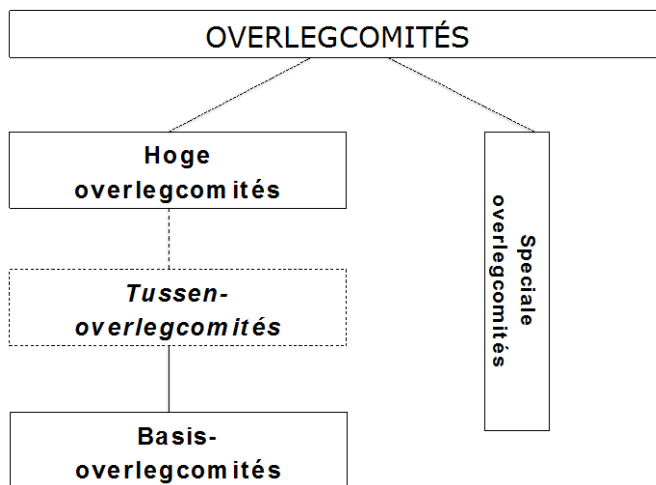 OVERLEGCOMITÉS
Hoge
overlegcomités
Tussen-
overlegcomités
Basis-
overlegcomités
Speciale
overlegcomités